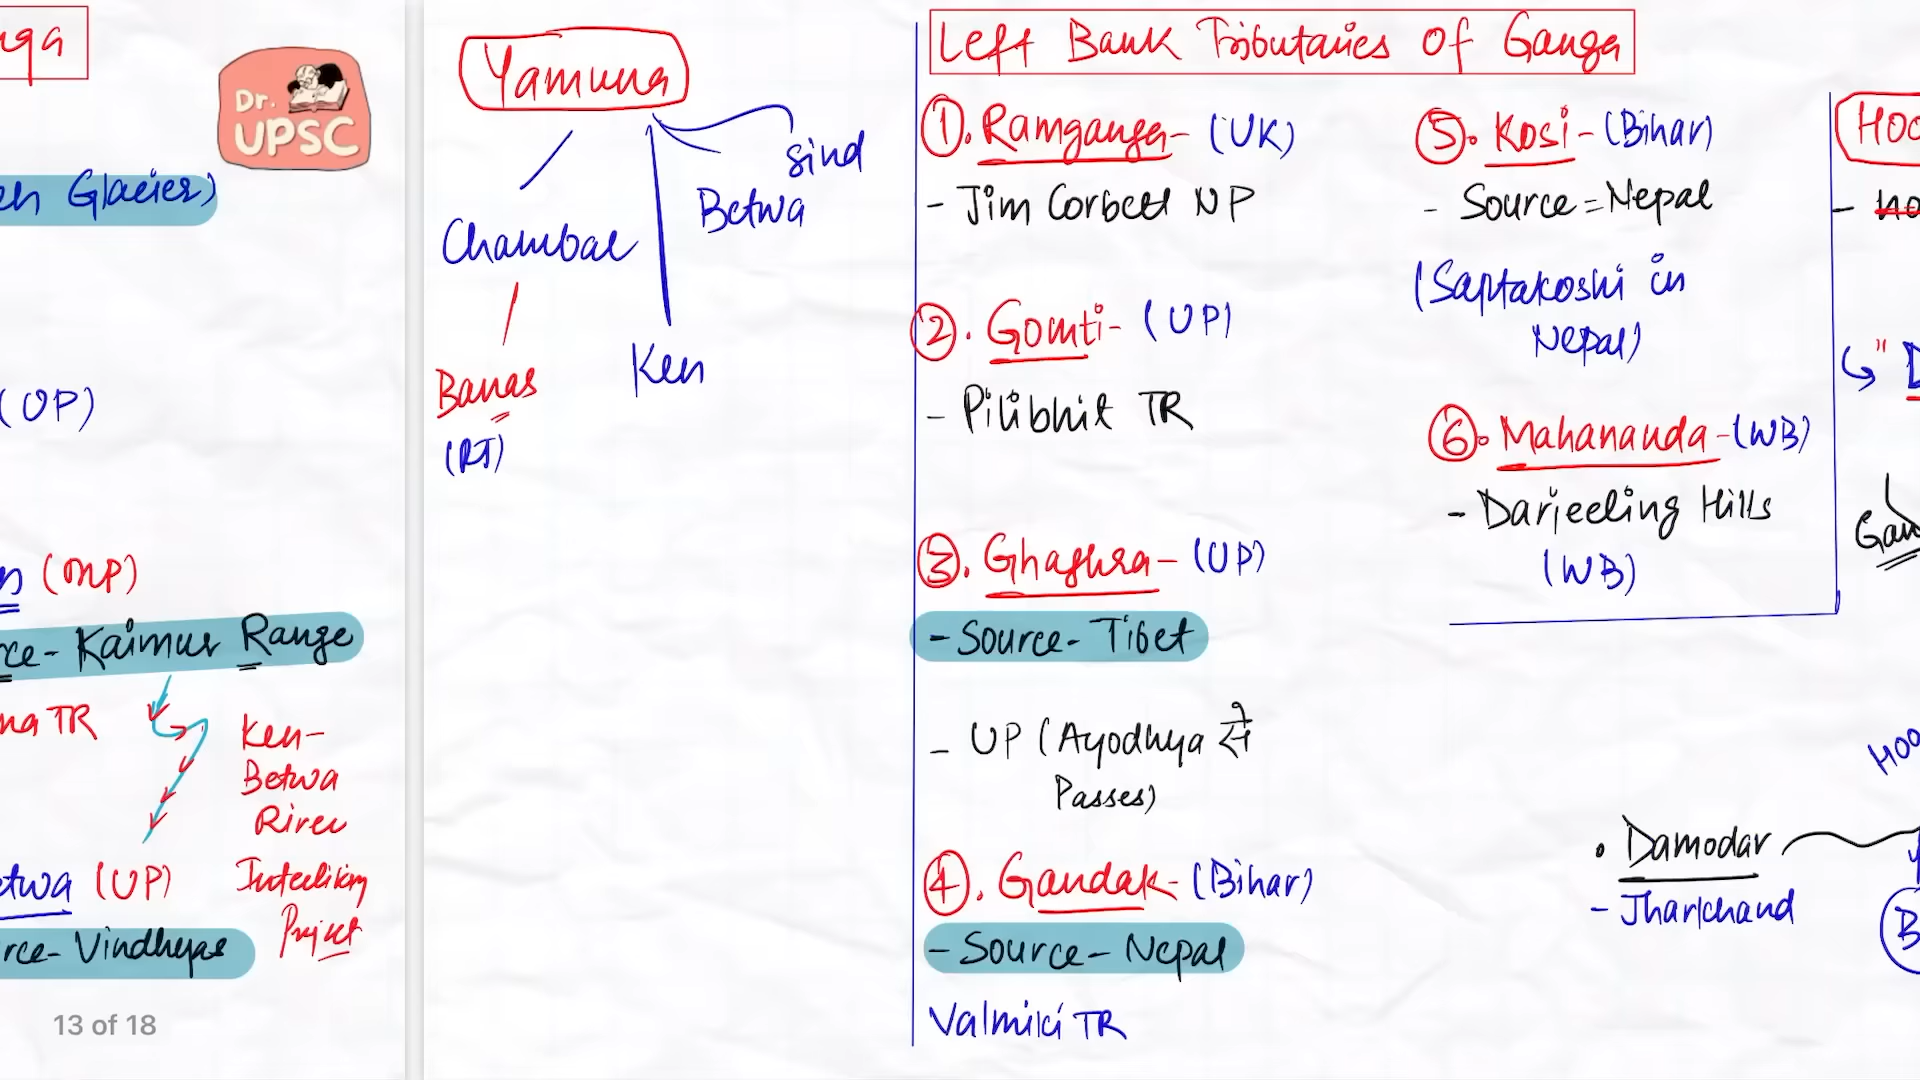 Dr.
UPSC
Glacier)
(UP)
(MP)
Kaimur Range
TR
Ken-
Betwa
River
Project
(UP)
Vindhyas
13 of 18
Yamuna
Chambal
Ken
Betwa
sind
Banas
(RJ)
Left Bank Tributaries Of Ganga
1. Ramganga - (UK)
- Jim Corbett NP
2. Gomti - (UP)
- Pilibhit TR
3. Ghaghra - (UP)
- Source - Tibet
- UP (Ayodhya से
Passes)
4. Gandak - (Bihar)
- Source - Nepal
Valmiki TR
5. Kosi - (Bihar)
- Source = Nepal
(Saptakoshi in
Nepal)
6. Mahananda - (WB)
- Darjeeling Hills
(WB)
• Damodar
- Jharkhand